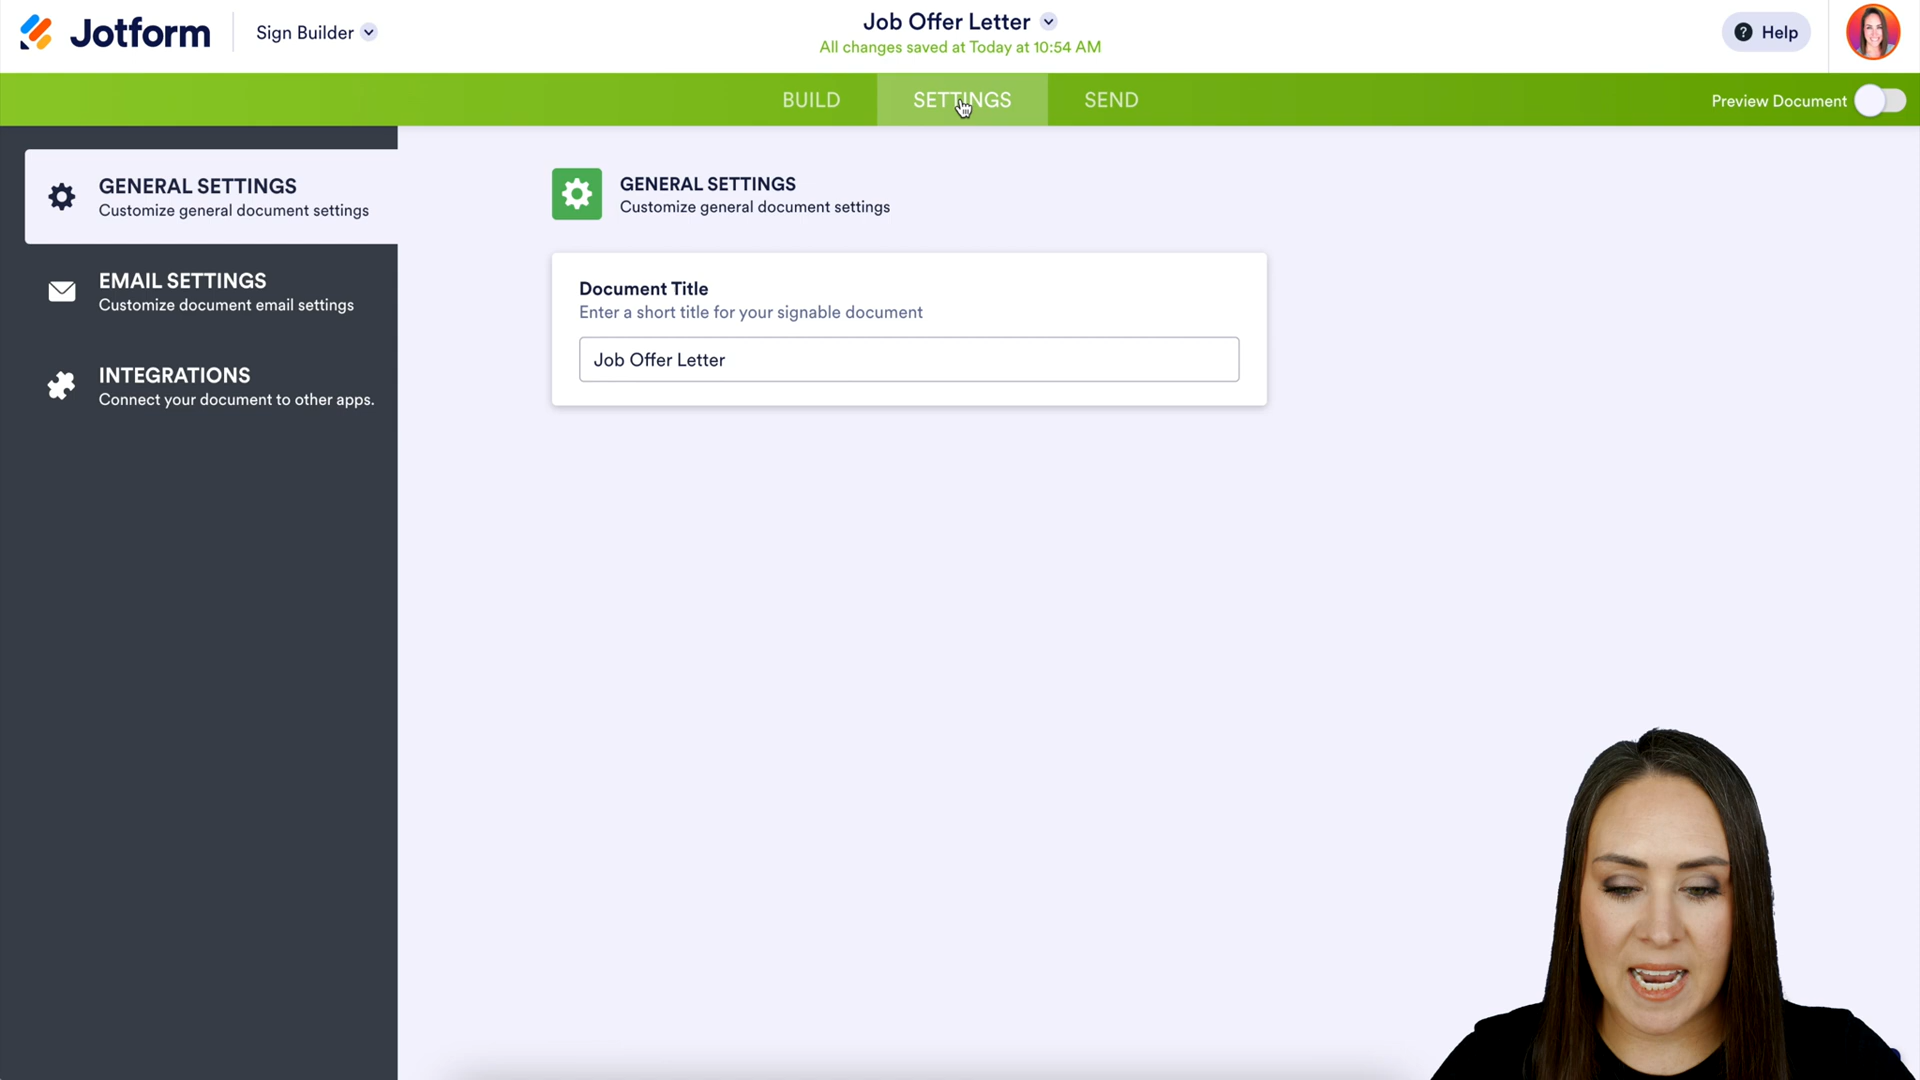 Jotform
Sign Builder
Job Offer Letter
All changes saved at Today at 10:54 AM
? Help
BUILD
SETTINGS
SEND
Preview Document
GENERAL SETTINGS
Customize general document settings
EMAIL SETTINGS
Customize document email settings
INTEGRATIONS
Connect your document to other apps.
GENERAL SETTINGS
Customize general document settings
Document Title
Enter a short title for your signable document
Job Offer Letter